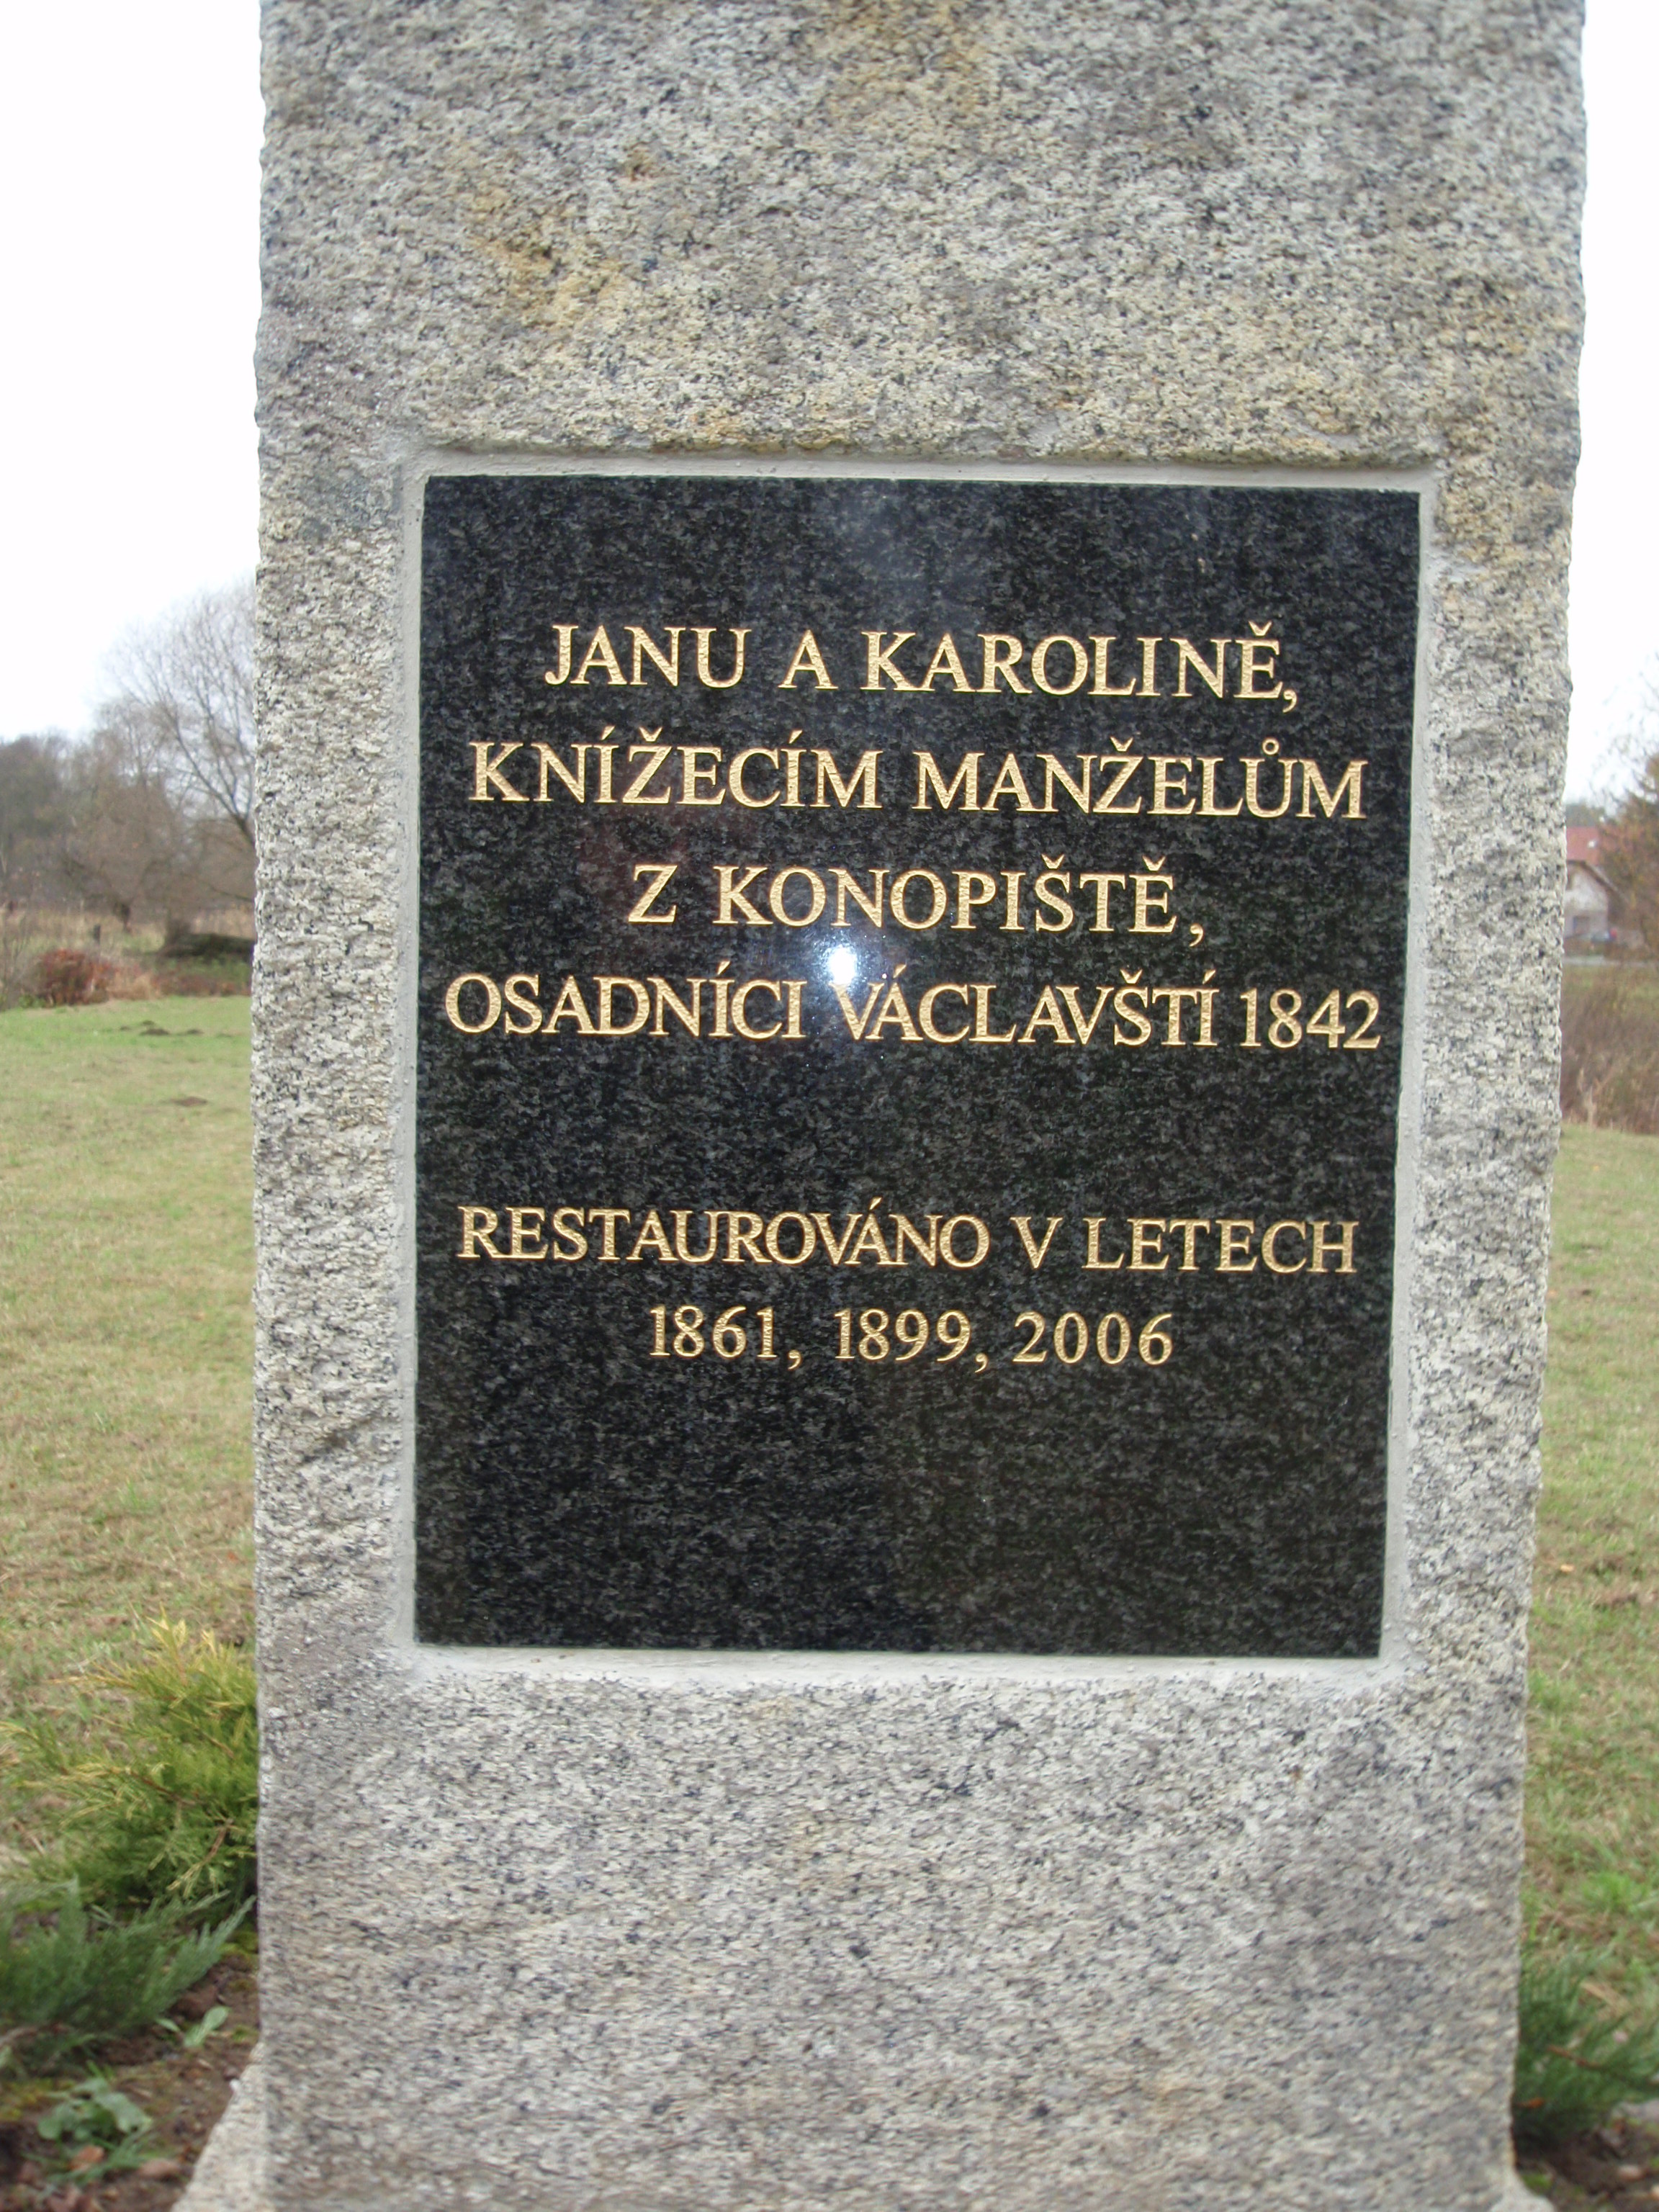 JANU A KAROLINĚ,
KNÍŽECÍM MANŽELŮM
Z KONOPIŠTĚ,
OSADNÍCI VÁCLAVŠTÍ 1842
RESTAUROVÁNO V LETECH
1861, 1899, 2006